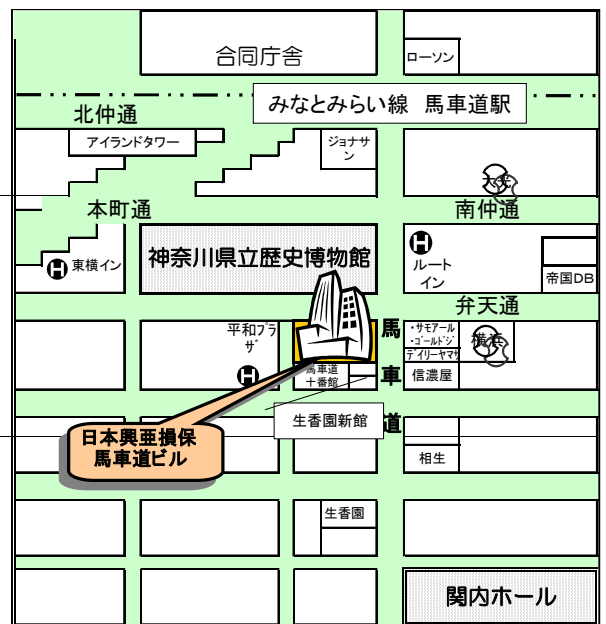 合同庁舎
ローソン
みなとみらい線 馬車道駅
北仲通
アイランドタワー
ジョナサ
ン
本町通
南仲通
H
東横イン
神奈川県立歴史博物館
H
ルート
イン
帝国DB
弁天通
平和プラ
ザ
H
馬
車
道
・サモアール
・ゴールドジ
デイリーヤマザ
横浜
馬車道
十番館
信濃屋
生香園新館
日本興亜損保
馬車道ビル
相生
生香園
関内ホール